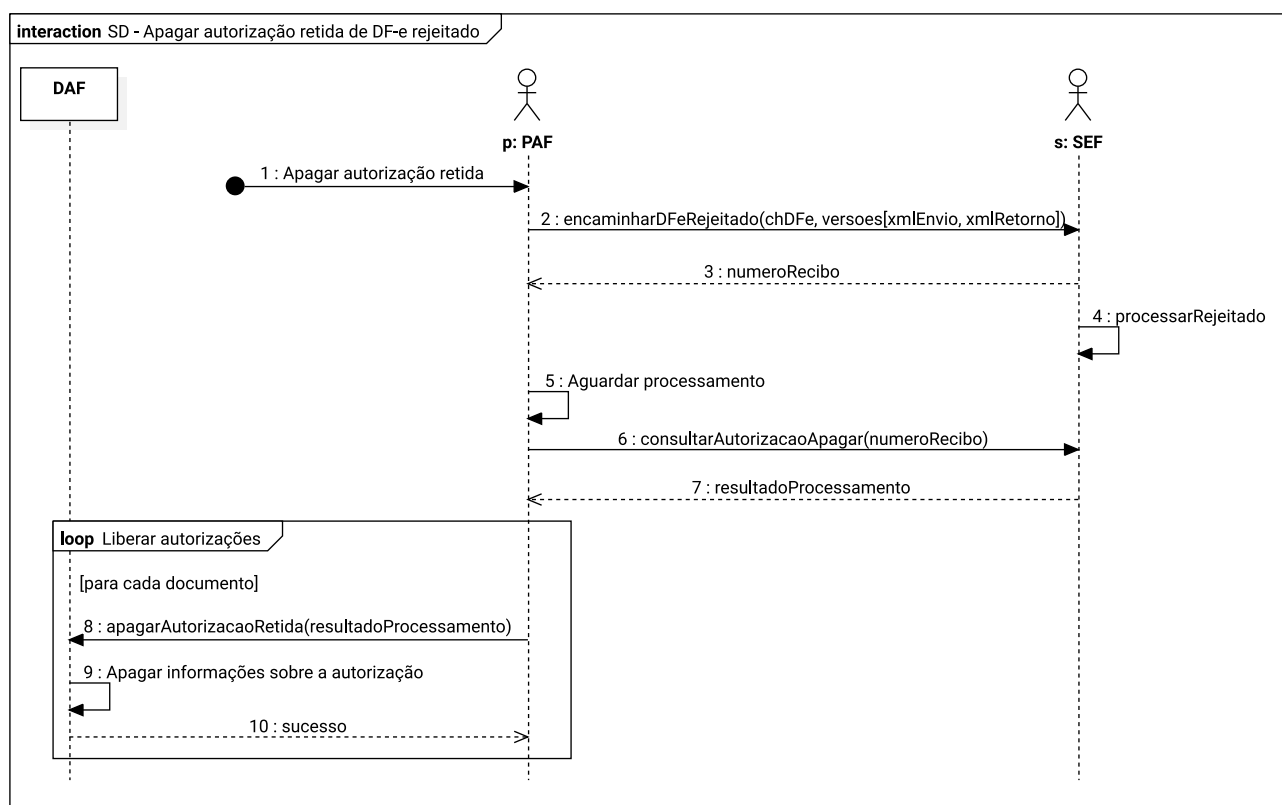 interaction SD - Apagar autorização retida de DF-e rejeitado
DAF
p: PAF
s: SEF
1 : Apagar autorização retida
2 : encaminharDFeRejeitado(chDFe, versoes[xmlEnvio, xmlRetorno])
3 : numeroRecibo
4 : processarRejeitado
5 : Aguardar processamento
6 : consultarAutorizacaoApagar(numeroRecibo)
7 : resultadoProcessamento
loop Liberar autorizações
[para cada documento]
8 : apagarAutorizacaoRetida(resultadoProcessamento)
9 : Apagar informações sobre a autorização
10 : sucesso